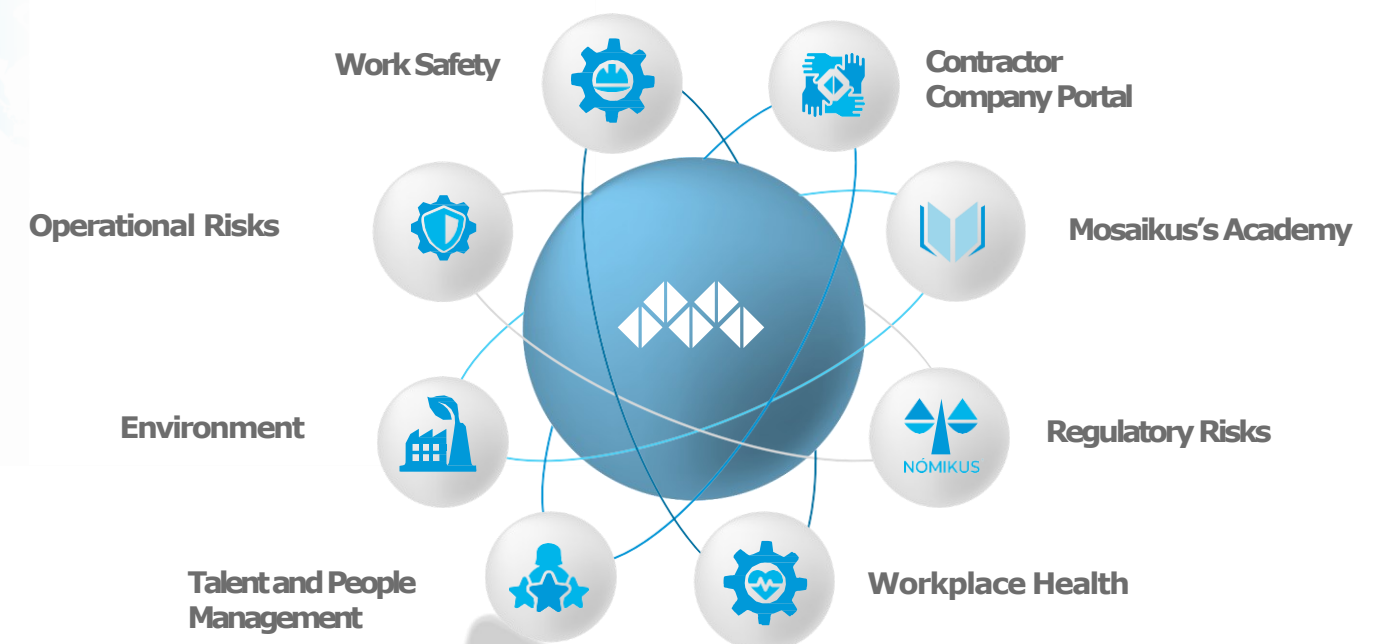 Work Safety
Contractor
Company Portal
Operational Risks
Mosaikus’s Academy
Environment
Regulatory Risks
NÓMIKUS
Talent and People
Management
Workplace Health